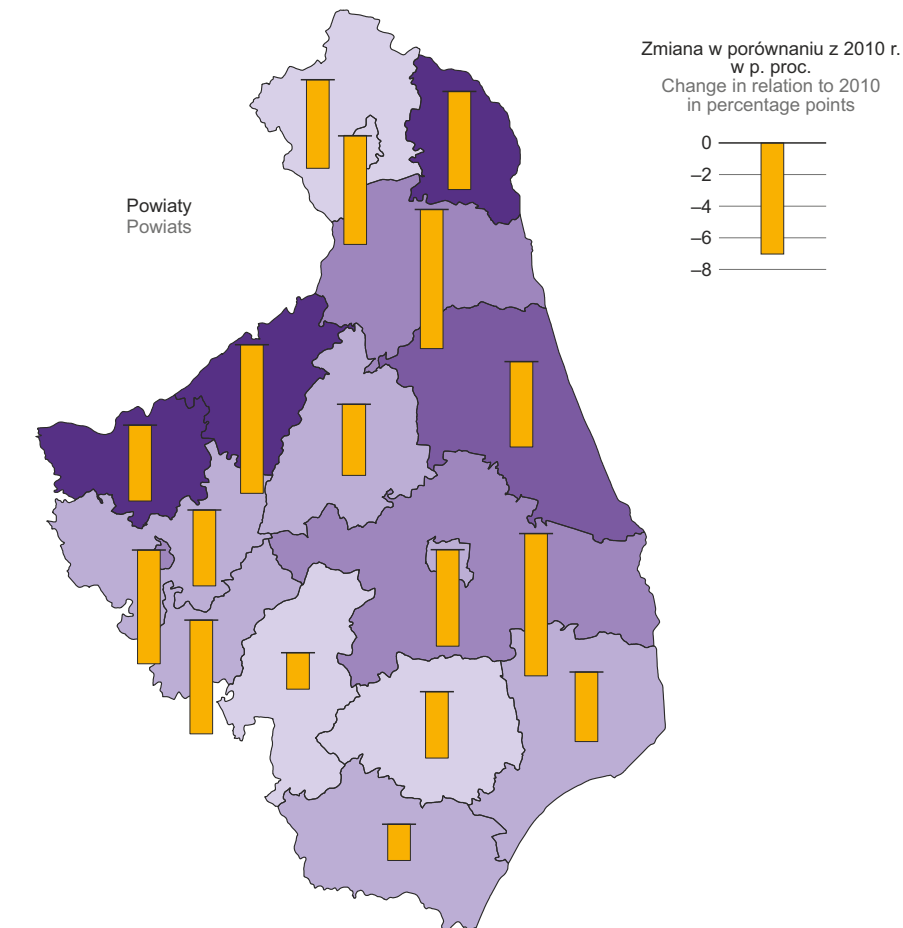 Zmiana w porównaniu z 2010 r.
w p. proc.
Change in relation to 2010
in percentage points
0
–2
–4
–6
–8
Powiaty
Powiats